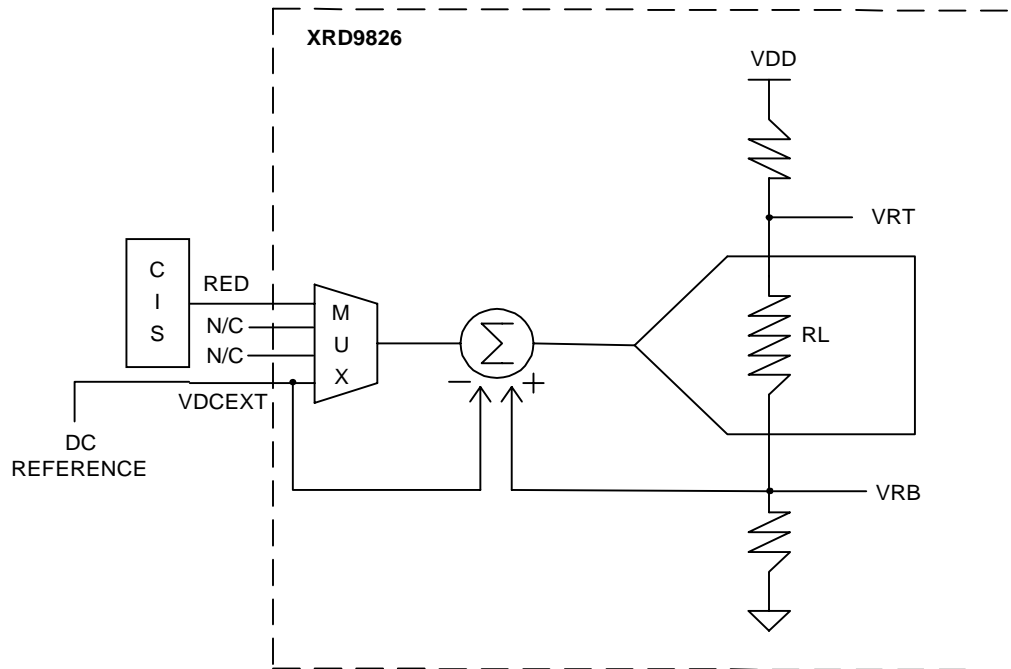 XRD9826
VDD
VRT
C
I
S
RED
N/C
N/C
VDCEXT
M
U
X
Σ
−
+
RL
DC
REFERENCE
VRB